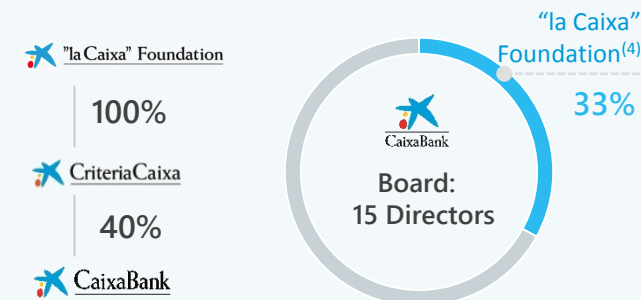 "la Caixa" Foundation
100%
CriteriaCaixa
40%
CaixaBank
CaixaBank
Board:
15 Directors
“la Caixa”
Foundation(4)
33%